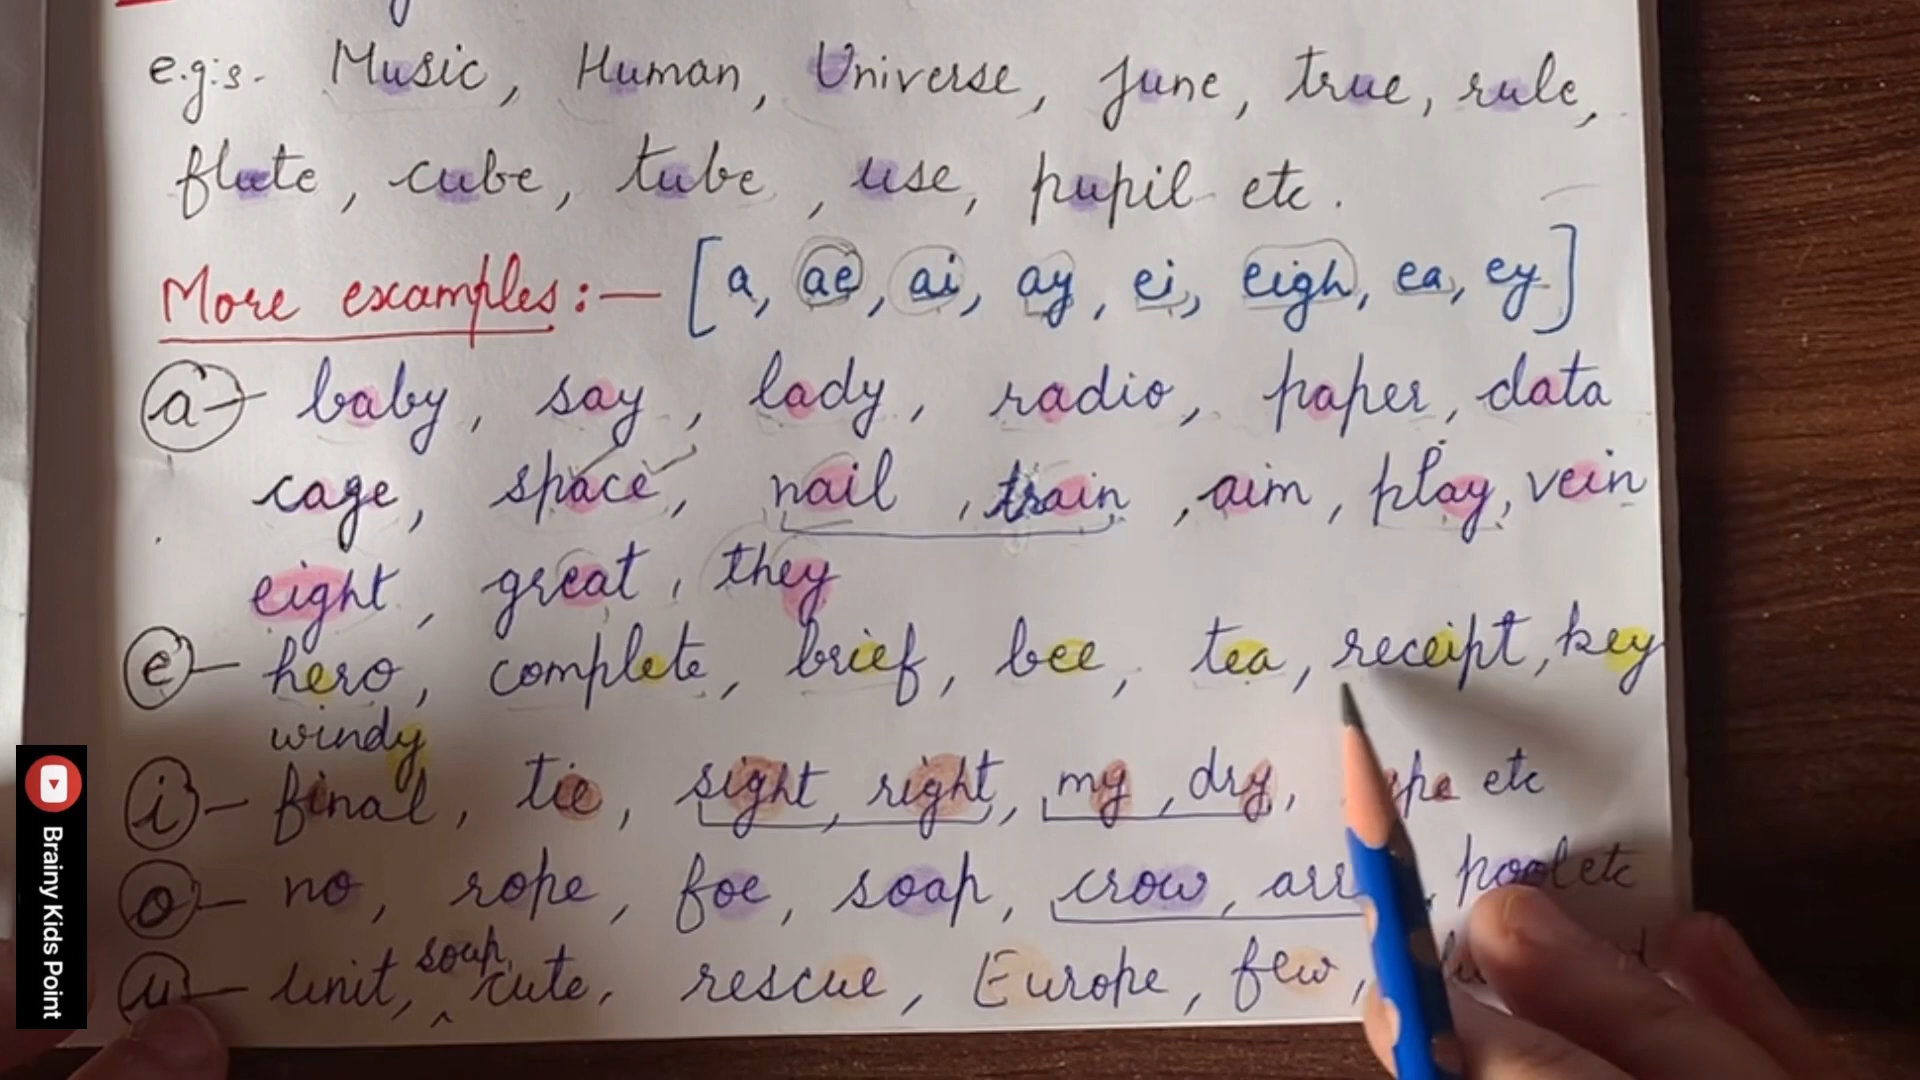 e.g:s- Music, Human, Universe, June, true, rule,
flute, cube, tube, use, pupil etc.
More examples:— [a, ae, ai, ay, ei, eigh, ea, ey]
a— baby, say, lady, radio, paper, data
cage, space, nail, train, aim, play, vein
eight, great, they
e— hero, complete, brief, bee, tea, receipt, key
windy
i— final, tie, sight, right, my, dry, etc
o— no, rope, foe, soap, crow, pool etc
soup,
u— unit, cute, rescue, Europe, few,
Brainy Kids Point